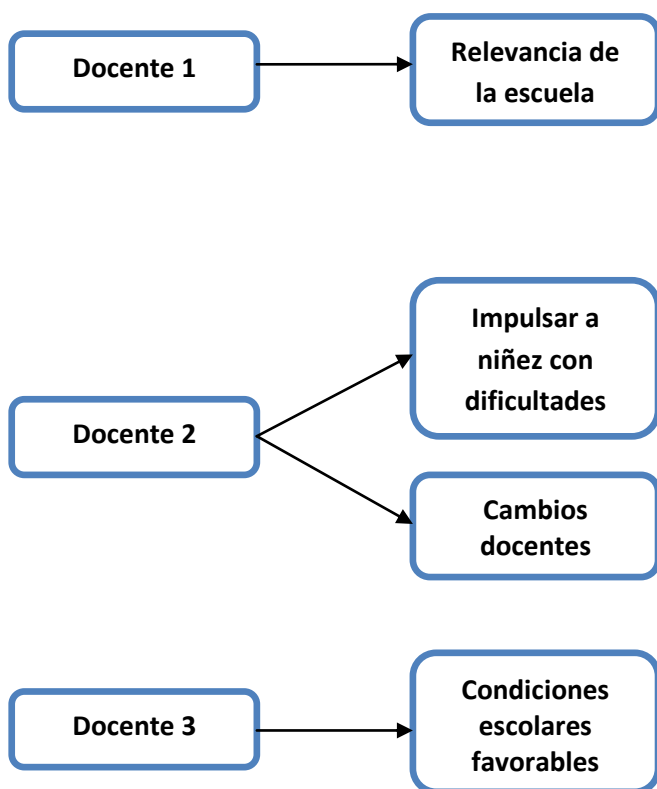 Docente 1
Relevancia de
la escuela
Docente 2
Impulsar a
niñez con
dificultades
Cambios
docentes
Docente 3
Condiciones
escolares
favorables